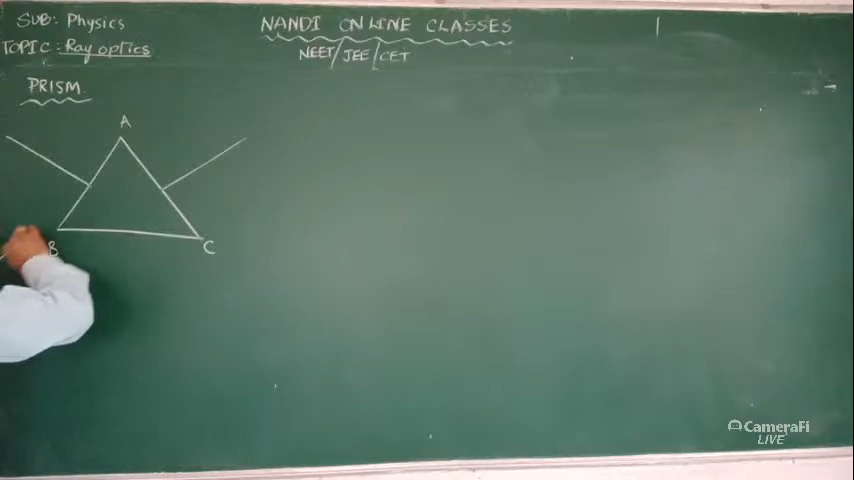 SUB: Physics
NANDI ONLINE CLASSES
TOPIC: Ray optics
NEET/JEE/CET
PRISM
A
B
C
CameraFi
LIVE